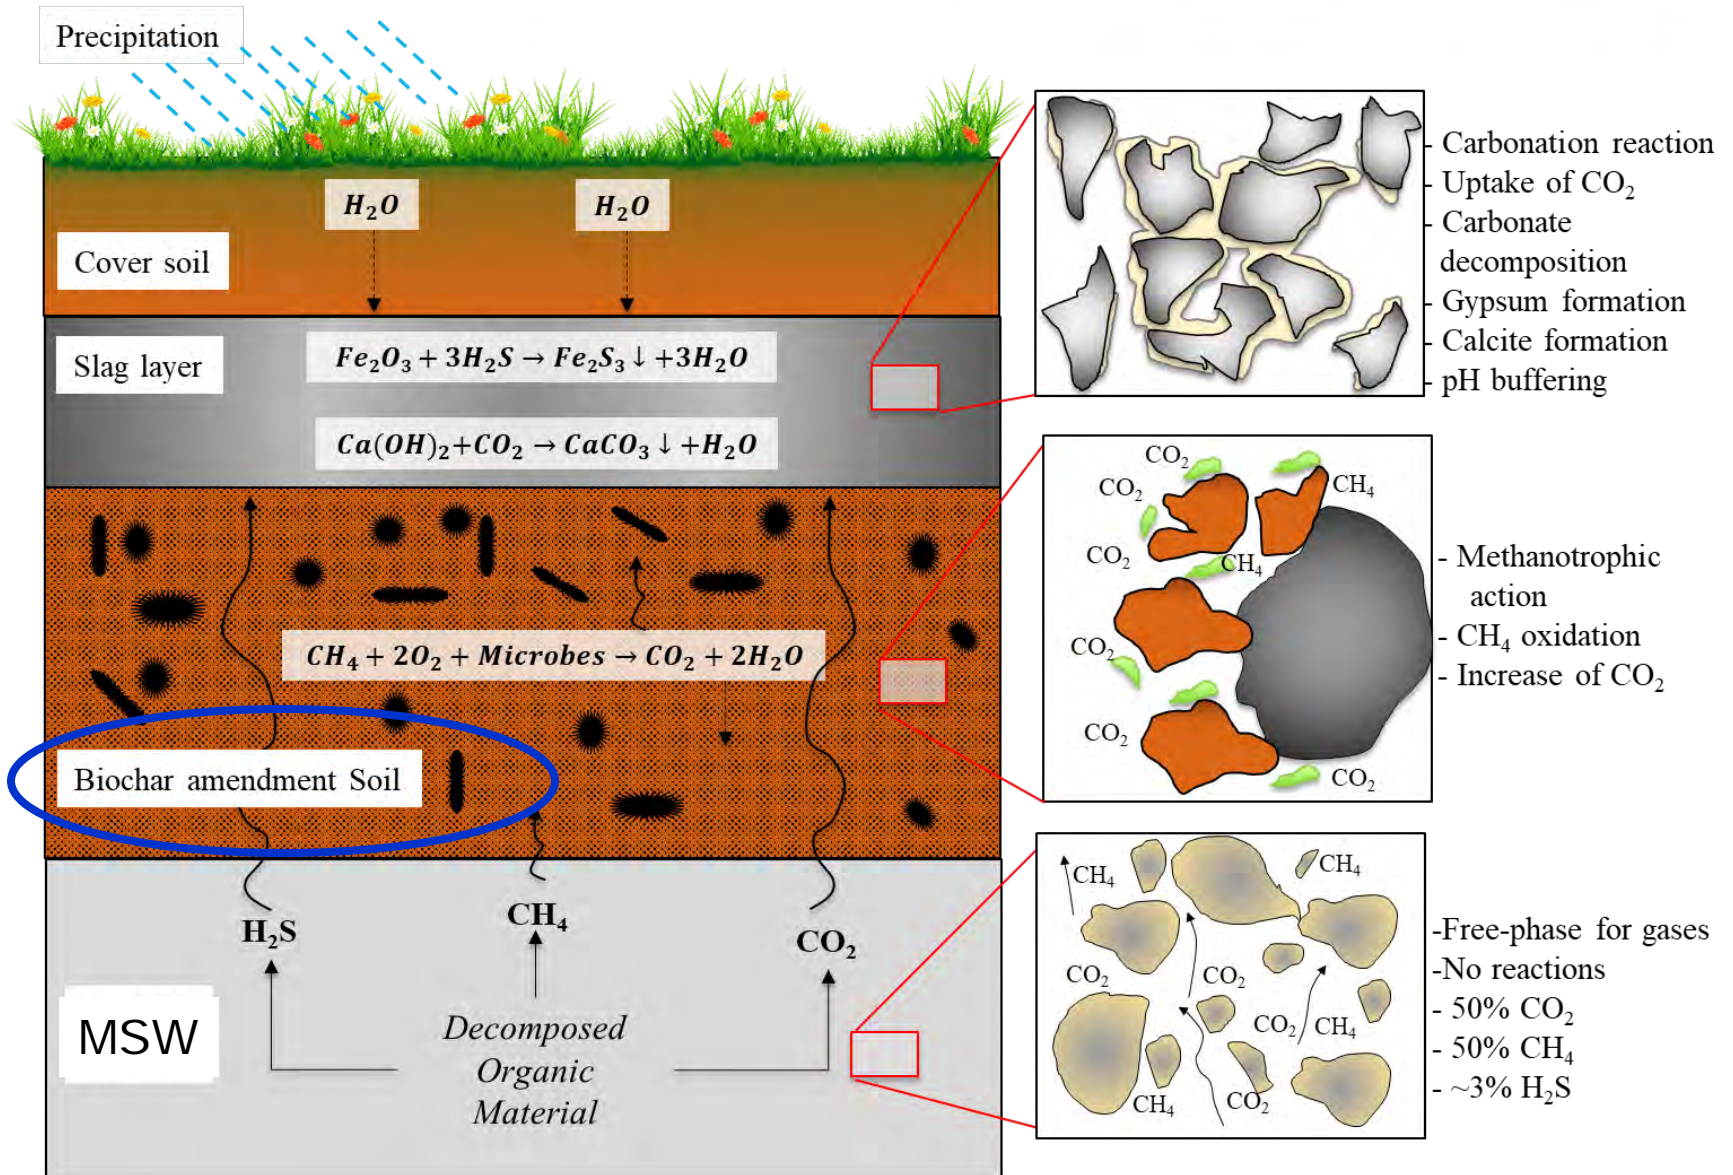 Precipitation
H₂O
H₂O
Cover soil
Slag layer
Fe₂O₃ + 3H₂S → Fe₂S₃ ↓ +3H₂O
Ca(OH)₂+CO₂ → CaCO₃ ↓ +H₂O
CH₄ + 2O₂ + Microbes → CO₂ + 2H₂O
Biochar amendment Soil
H₂S
CH₄
CO₂
MSW
Decomposed
Organic
Material
- Carbonation reaction
- Uptake of CO₂
- Carbonate
decomposition
- Gypsum formation
- Calcite formation
- pH buffering
CO₂
CO₂
CH₄
CO₂
CH₄
CO₂
CO₂
CO₂
- Methanotrophic
action
- CH₄ oxidation
- Increase of CO₂
CH₄
CH₄
CO₂
CO₂
CO₂
CH₄
CH₄
CO₂
-Free-phase for gases
-No reactions
- 50% CO₂
- 50% CH₄
- ~3% H₂S